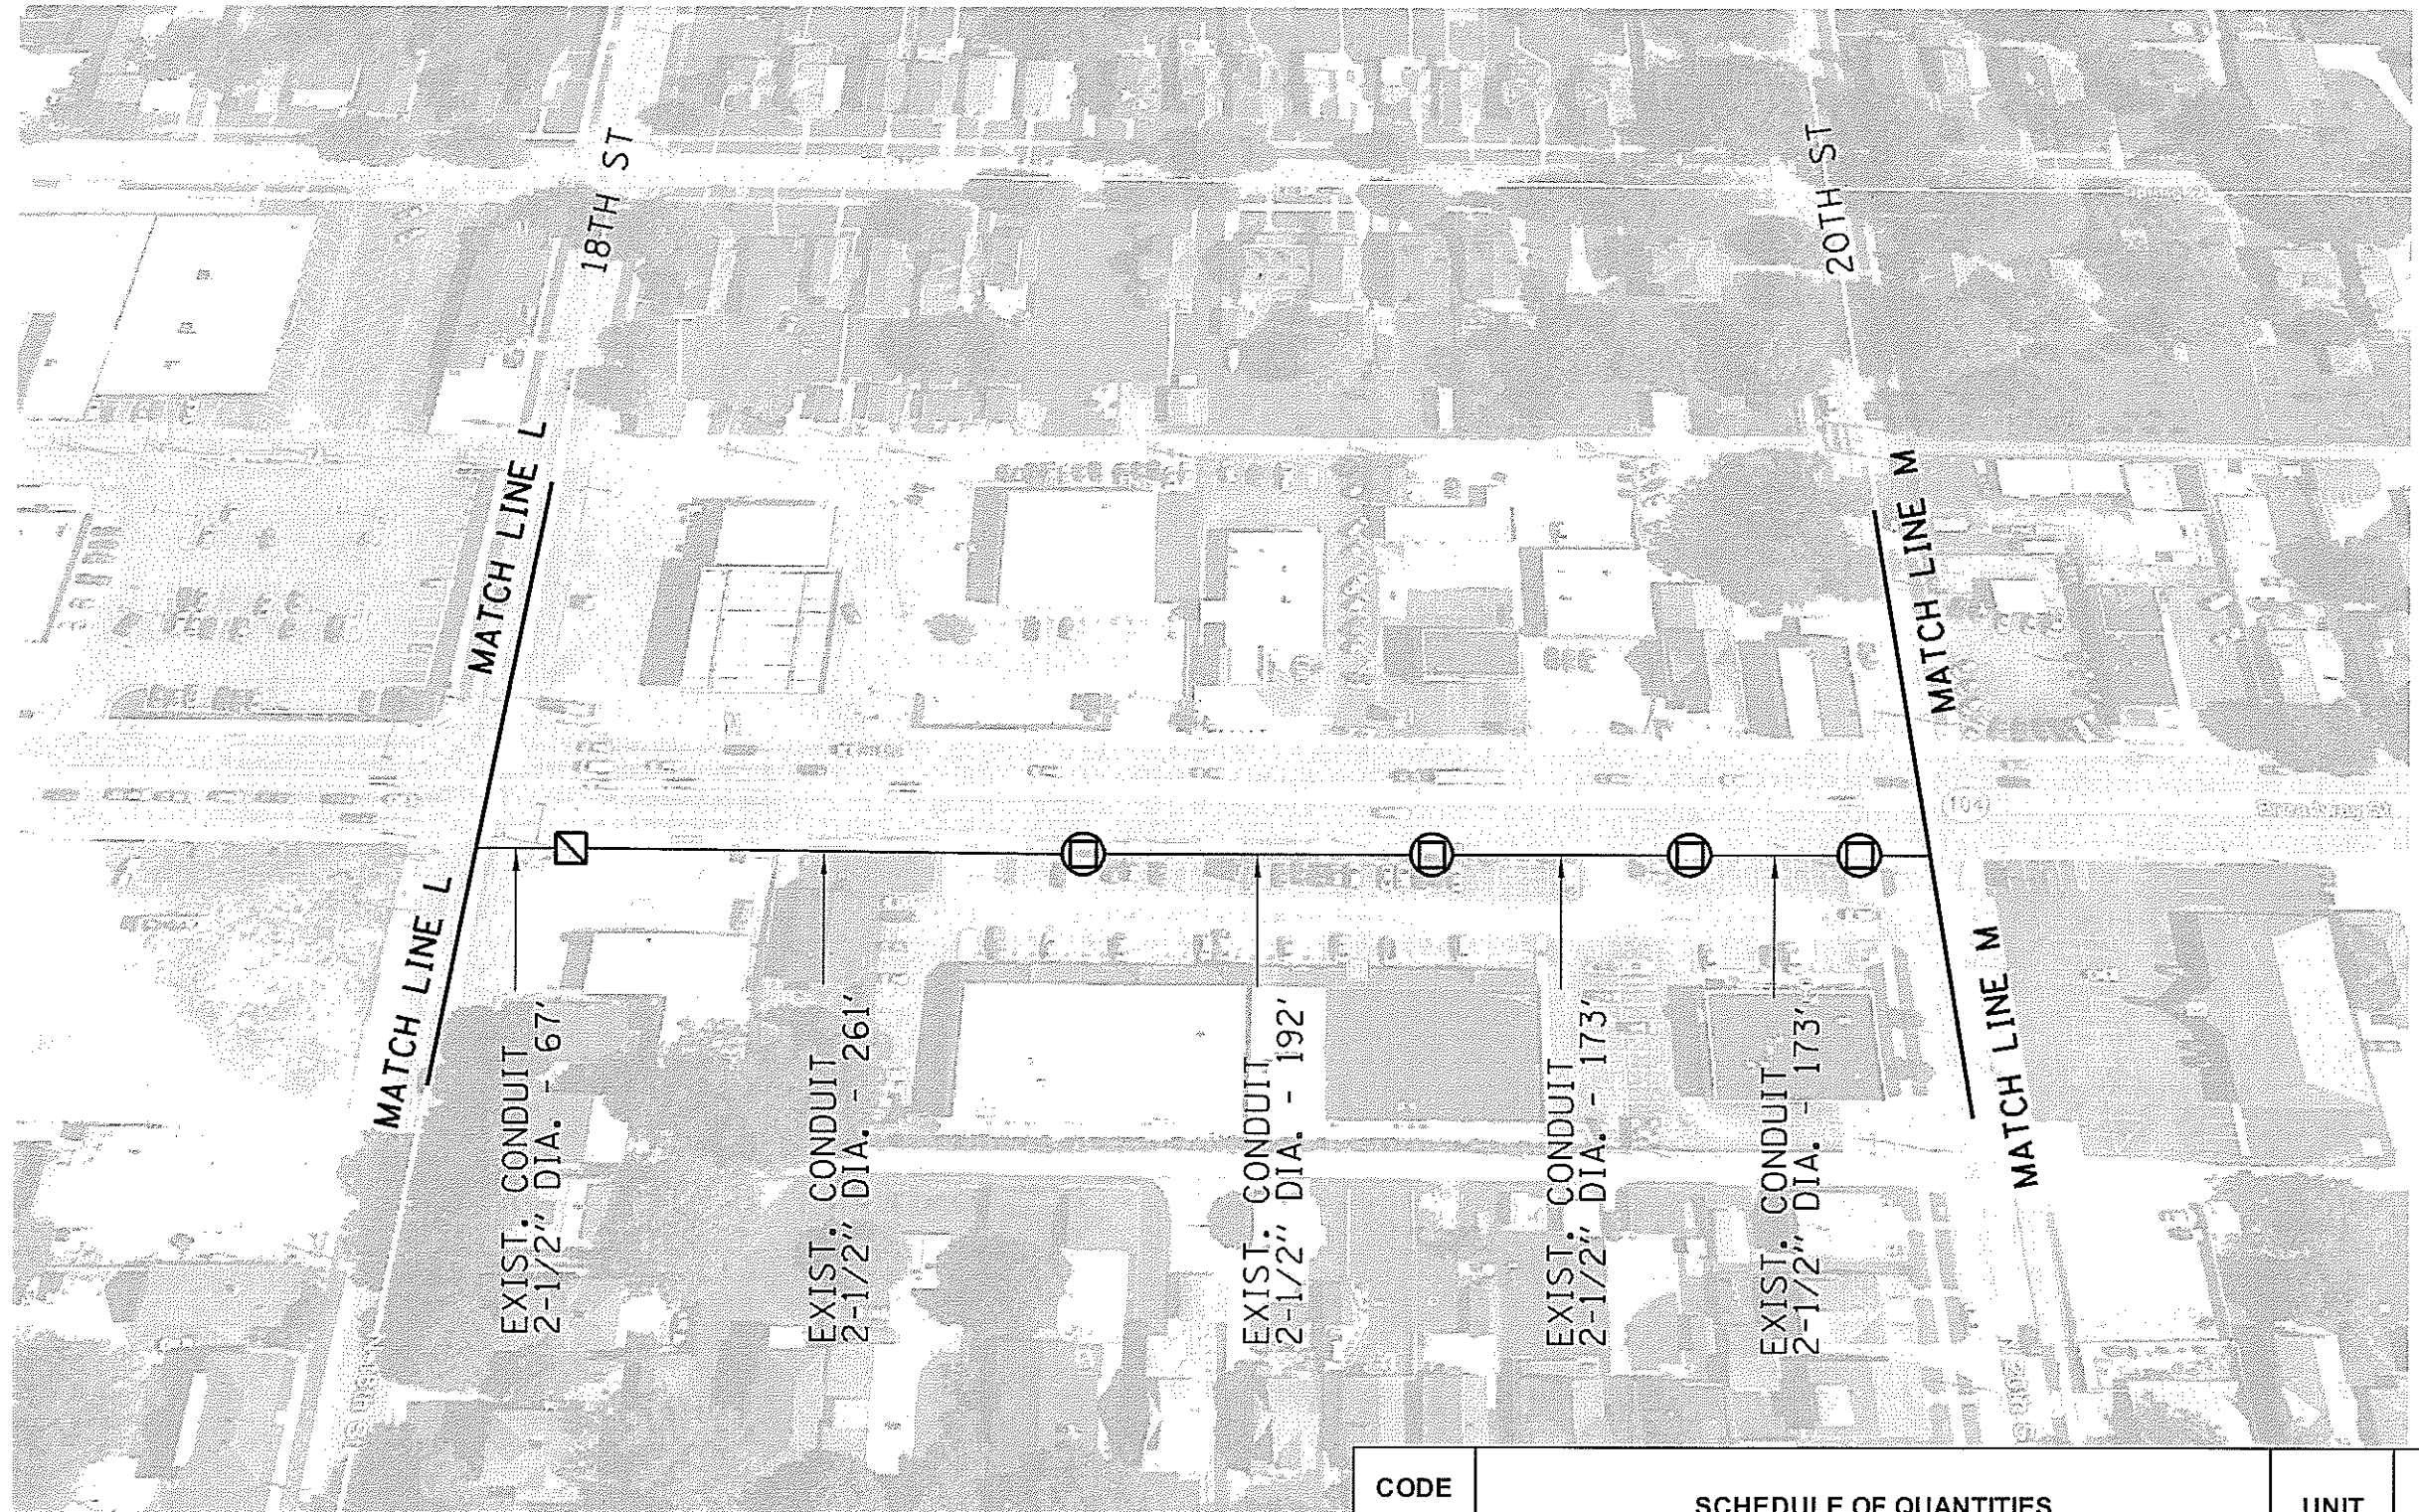 18TH ST
20TH ST
MATCH LINE L
MATCH LINE M
104
MATCH LINE L
MATCH LINE M
EXIST. CONDUIT
2-1/2" DIA. - 67'
EXIST. CONDUIT
2-1/2" DIA. - 261'
EXIST. CONDUIT
2-1/2" DIA. - 192'
EXIST. CONDUIT
2-1/2" DIA. - 173'
EXIST. CONDUIT
2-1/2" DIA. - 173'
CODE
SCHEDULE OF QUANTITIES
UNIT